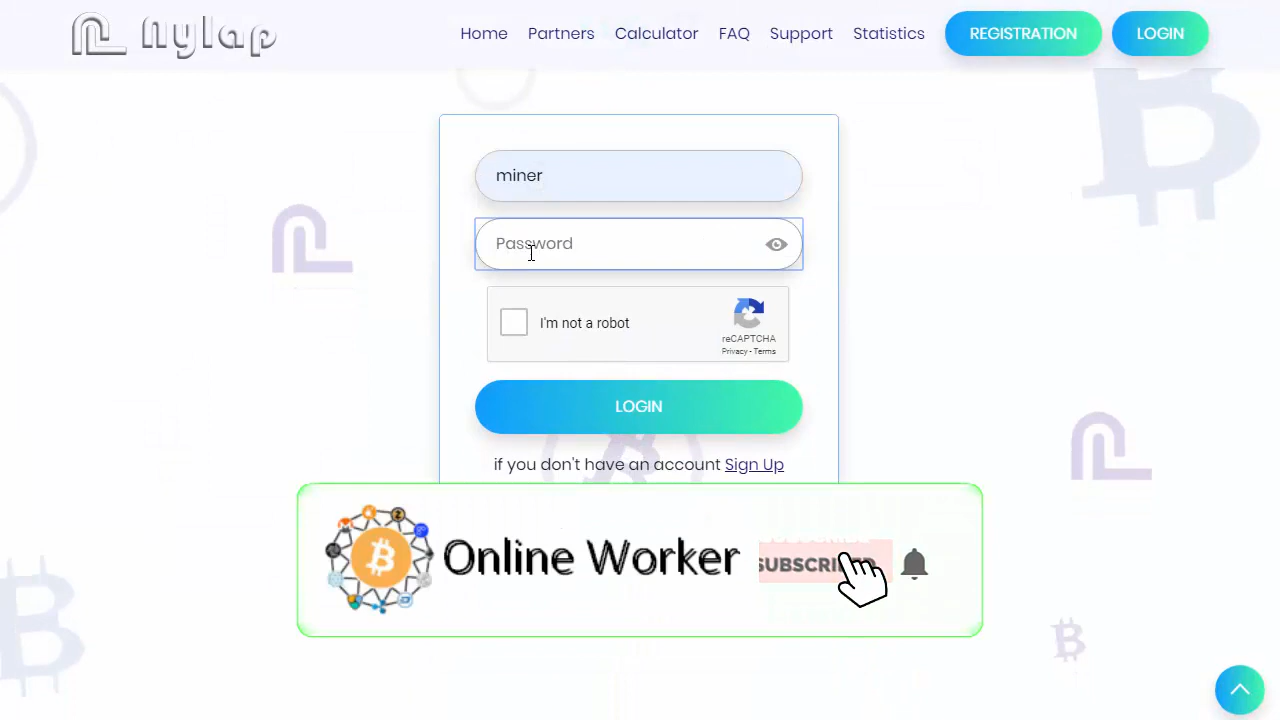 nylap
Home Partners Calculator FAQ Support Statistics REGISTRATION LOGIN
miner
Password
I'm not a robot
reCAPTCHA
Privacy - Terms
LOGIN
if you don't have an account Sign Up
Online Worker